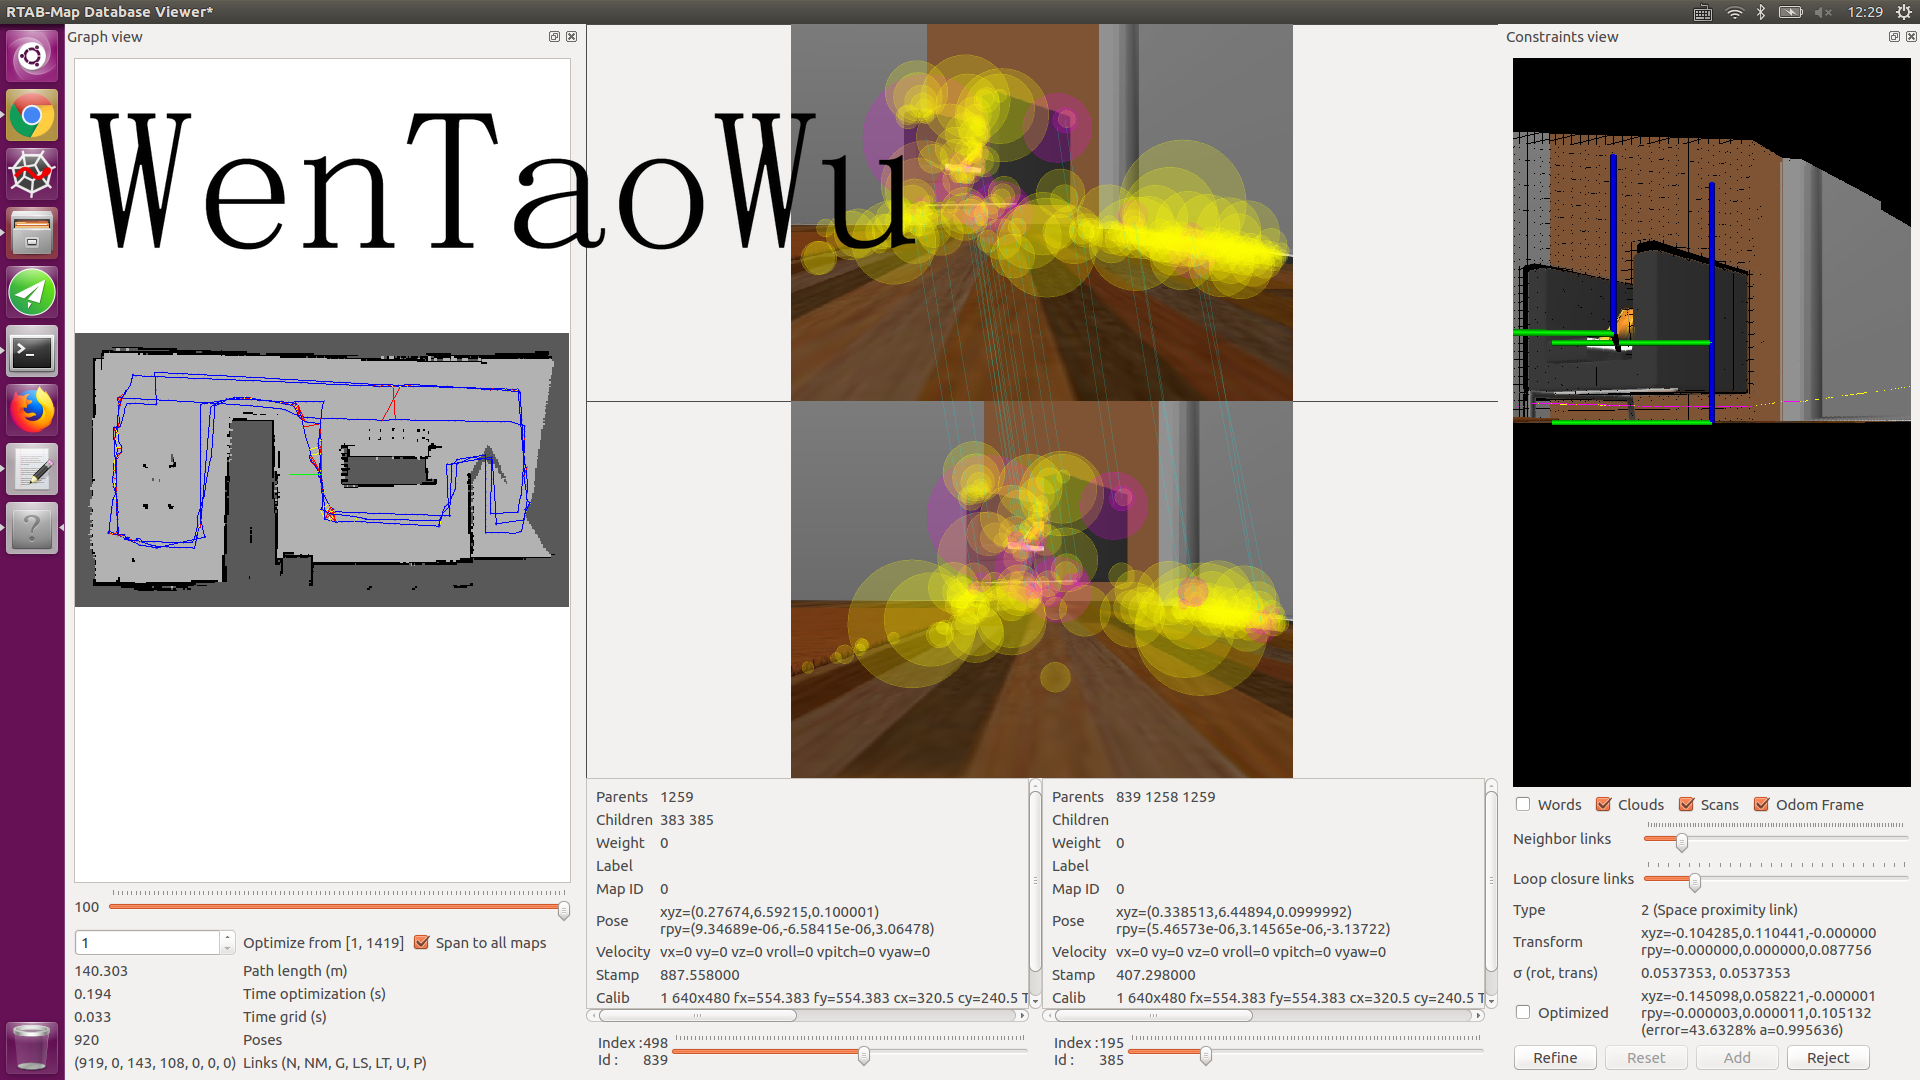 RTAB-Map Database Viewer*
12:29
Graph view
Constraints view
WenTaoWu
100
1
Optimize from [1, 1419]
Span to all maps
140.303 Path length (m)
0.194 Time optimization (s)
0.033 Time grid (s)
920 Poses
(919, 0, 143, 108, 0, 0, 0) Links (N, NM, G, LS, LT, U, P)
Parents 1259
Children 383 385
Weight 0
Label
Map ID 0
Pose xyz=(0.27674,6.59215,0.100001)
rpy=(9.34689e-06,-6.58415e-06,3.06478)
Velocity vx=0 vy=0 vz=0 vroll=0 vpitch=0 vyaw=0
Stamp 887.558000
Calib 1 640x480 fx=554.383 fy=554.383 cx=320.5 cy=240.5 T
Index :498
Id : 839
Parents 839 1258 1259
Children
Weight 0
Label
Map ID 0
Pose xyz=(0.338513,6.44894,0.0999992)
rpy=(5.46573e-06,3.14565e-06,-3.13722)
Velocity vx=0 vy=0 vz=0 vroll=0 vpitch=0 vyaw=0
Stamp 407.298000
Calib 1 640x480 fx=554.383 fy=554.383 cx=320.5 cy=240.5 T
Index :195
Id : 385
Words Clouds Scans Odom Frame
Neighbor links
Loop closure links
Type 2 (Space proximity link)
Transform xyz=-0.104285,0.110441,-0.000000
rpy=-0.000000,0.000000,0.087756
σ (rot, trans) 0.0537353, 0.0537353
Optimized xyz=-0.145098,0.058221,-0.000001
rpy=-0.000003,0.000011,0.105132
(error=43.6328% a=0.995636)
Refine Reset Add Reject